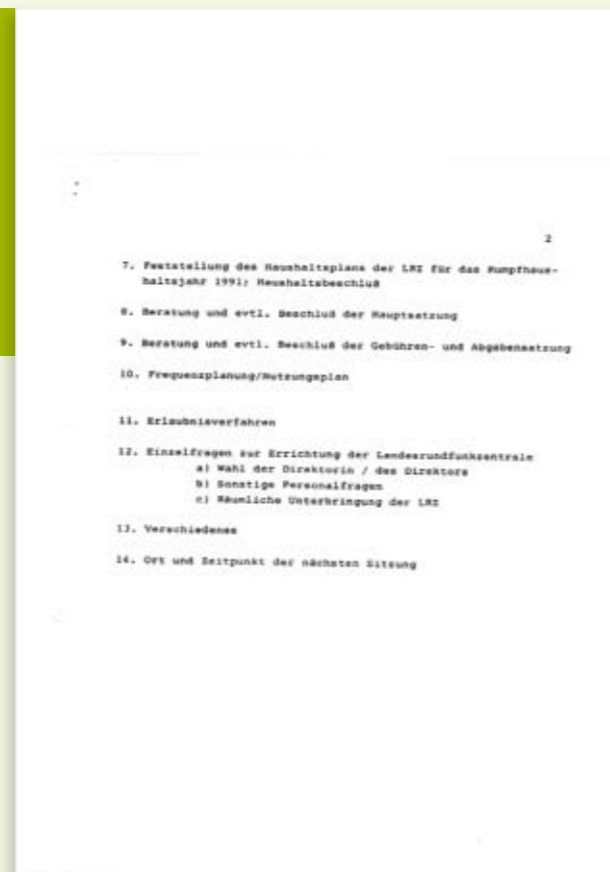 2
7. Feststellung des Haushaltsplans der LRZ für das Rumpfhaus-
haltsjahr 1991; Haushaltsbeschluß
8. Beratung und evtl. Beschluß der Hauptsatzung
9. Beratung und evtl. Beschluß der Gebühren- und Abgabensatzung
10. Frequenzplanung/Nutzungsplan
11. Erlaubnisverfahren
12. Einzelfragen zur Errichtung der Landesrundfunkzentrale
a) Wahl der Direktorin / des Direktors
b) Sonstige Personalfragen
c) Räumliche Unterbringung der LRZ
13. Verschiedenes
14. Ort und Zeitpunkt der nächsten Sitzung